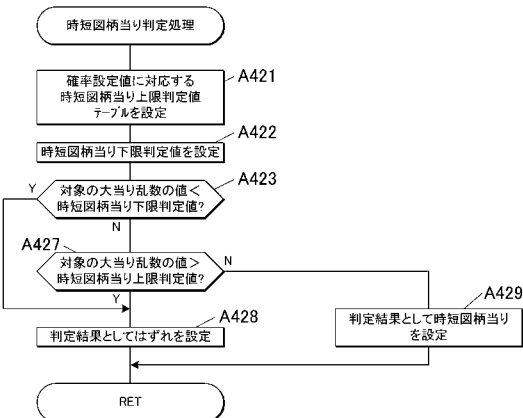 時短図柄当り判定処理
A421
確率設定値に対応する
時短図柄当り上限判定値
テーブルを設定
A422
時短図柄当り下限判定値を設定
A423
Y
対象の大当り乱数の値<
時短図柄当り下限判定値?
N
A427
対象の大当り乱数の値>
時短図柄当り上限判定値?
N
Y
A429
判定結果として時短図柄当り
を設定
A428
判定結果としてはずれを設定
RET